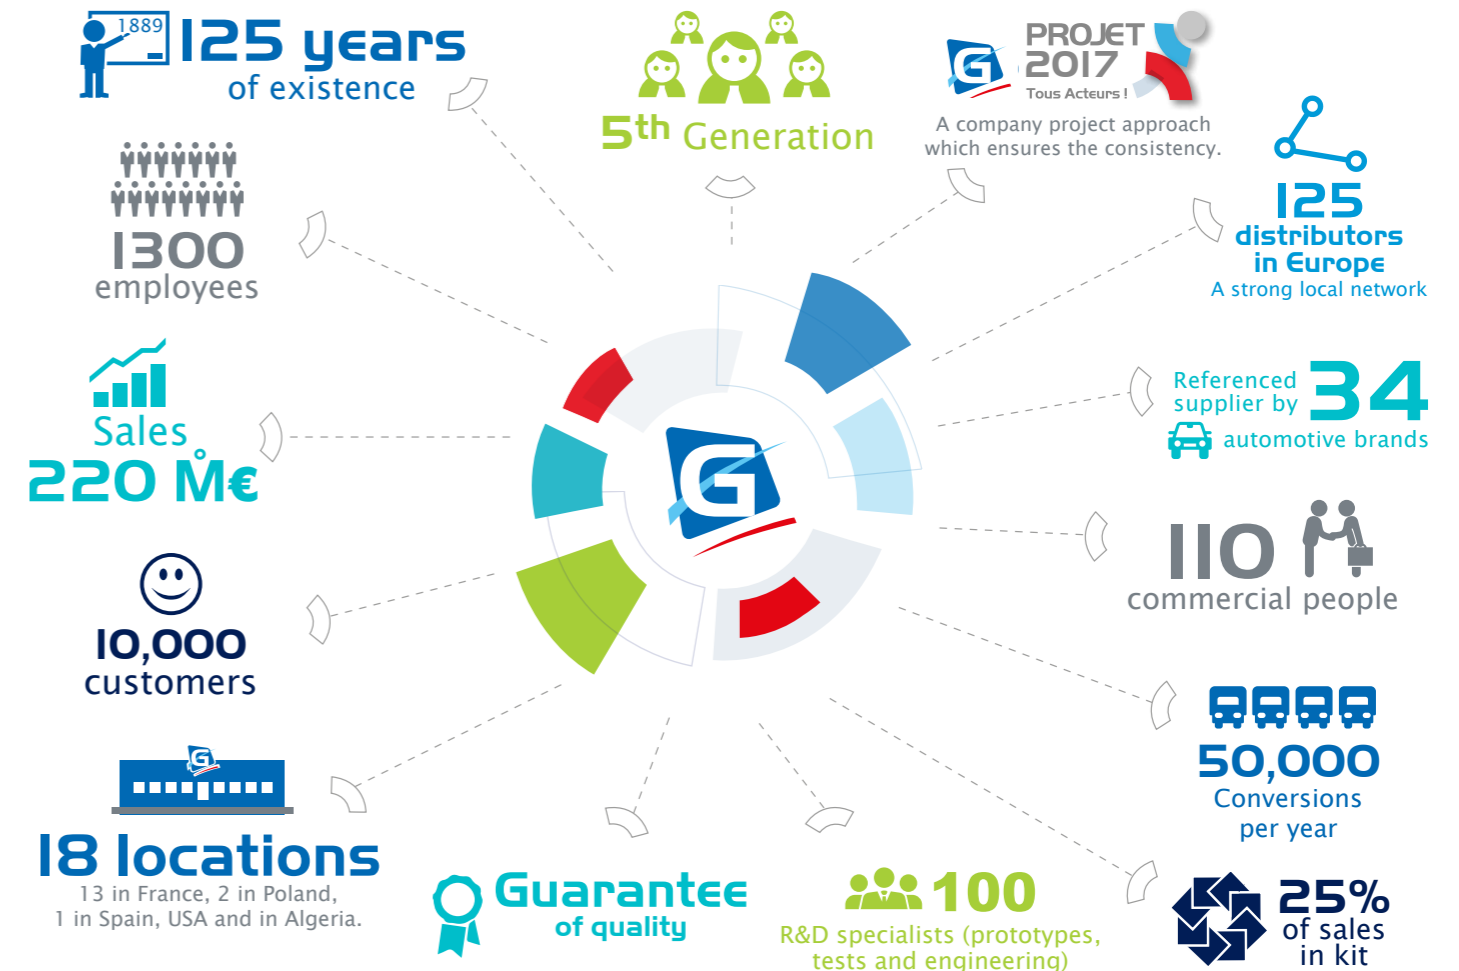 1889
125 years
of existence
5th Generation
G
PROJET
2017
Tous Acteurs !
A company project approach
which ensures the consistency.
125
distributors
in Europe
A strong local network
1300
employees
Referenced
supplier by 34
automotive brands
Sales
220 M€
G
110
commercial people
10,000
customers
50,000
Conversions
per year
G
18 locations
13 in France, 2 in Poland,
1 in Spain, USA and in Algeria.
Guarantee
of quality
100
R&D specialists (prototypes,
tests and engineering)
25%
of sales
in kit